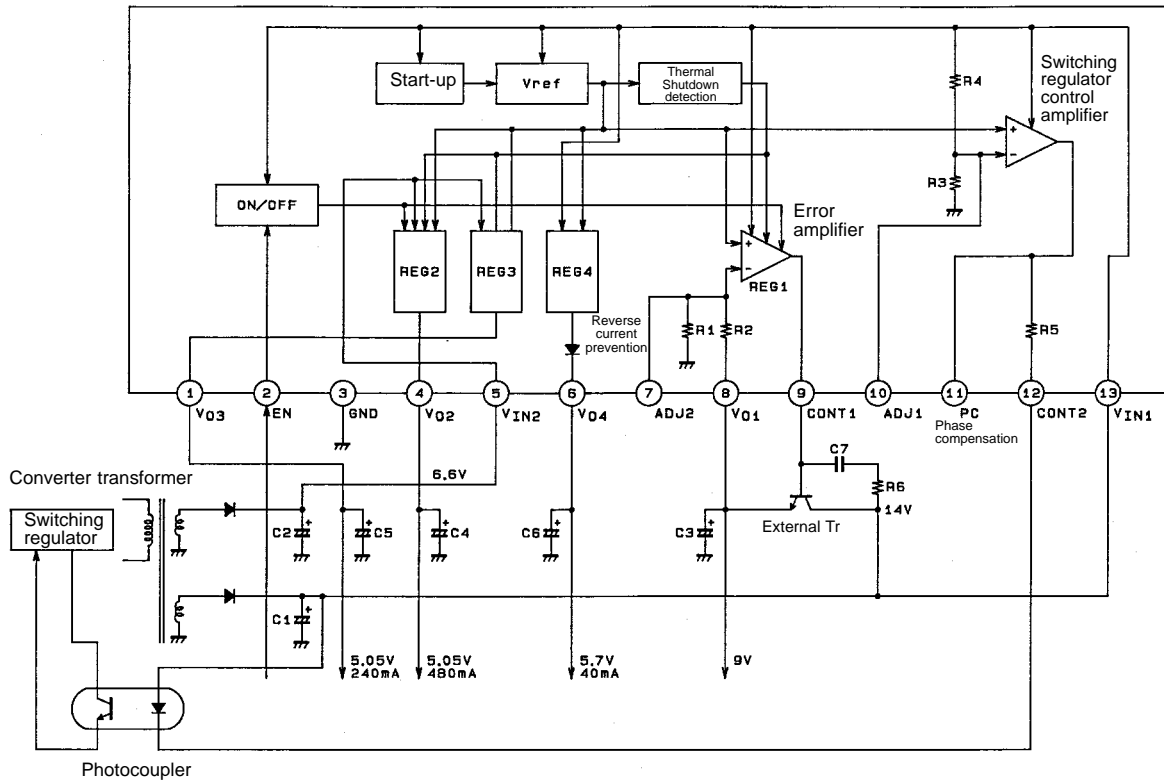 Start-up
Vref
Thermal
Shutdown
detection
R4
Switching
regulator
control
amplifier
+
-
R3
ON/OFF
Error
amplifier
REG2
REG3
REG4
+
-
REG1
Reverse
current
prevention
R1
R2
R5
1
2
3
4
5
6
7
8
9
10
11
12
13
VO3
EN
GND
VO2
VIN2
VO4
ADJ2
VO1
CONT1
ADJ1
PC
CONT2
VIN1
Phase
compensation
Converter transformer
6.6V
C7
R6
14V
External Tr
Switching
regulator
C2
+
C5
+
C4
+
C6
+
C3
+
C1
+
5.05V
240mA
5.05V
480mA
5.7V
40mA
9V
Photocoupler